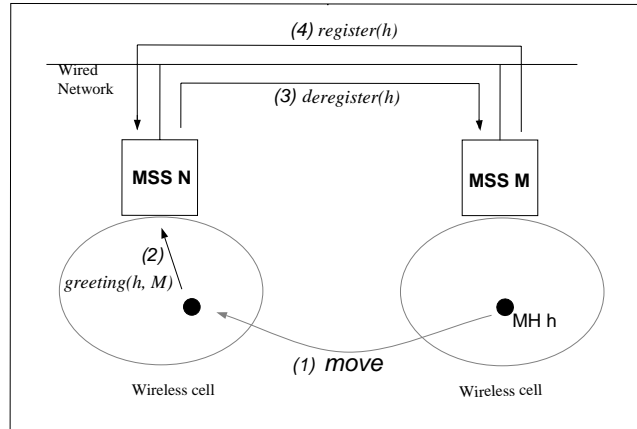 (4) register(h)
Wired
Network
(3) deregister(h)
MSS N
MSS M
(2)
greeting(h, M)
MH h
(1) move
Wireless cell
Wireless cell